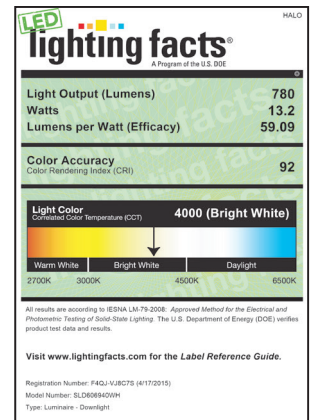 HALO
LED
lighting facts®
A Program of the U.S. DOE
Light Output (Lumens) 780
Watts 13.2
Lumens per Watt (Efficacy) 59.09
Color Accuracy
Color Rendering Index (CRI) 92
Light Color
Correlated Color Temperature (CCT) 4000 (Bright White)
Warm White Bright White Daylight
2700K 3000K 4500K 6500K
All results are according to IESNA LM-79-2008: Approved Method for the Electrical and
Photometric Testing of Solid-State Lighting. The U.S. Department of Energy (DOE) verifies
product test data and results.
Visit www.lightingfacts.com for the Label Reference Guide.
Registration Number: F4QJ-VJ8C7S (4/17/2015)
Model Number: SLD606940WH
Type: Luminaire - Downlight